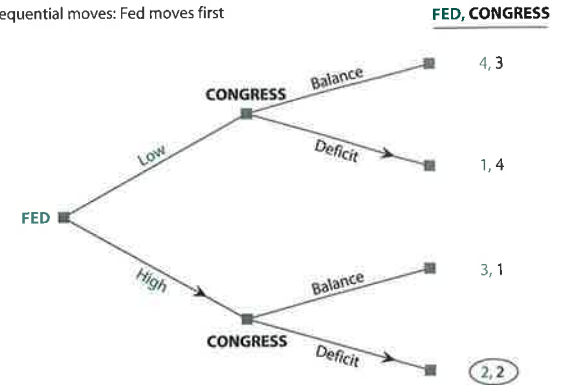 equential moves: Fed moves first
FED, CONGRESS
Balance
4, 3
CONGRESS
Low
Deficit
1, 4
FED
High
Balance
3, 1
CONGRESS
Deficit
2, 2